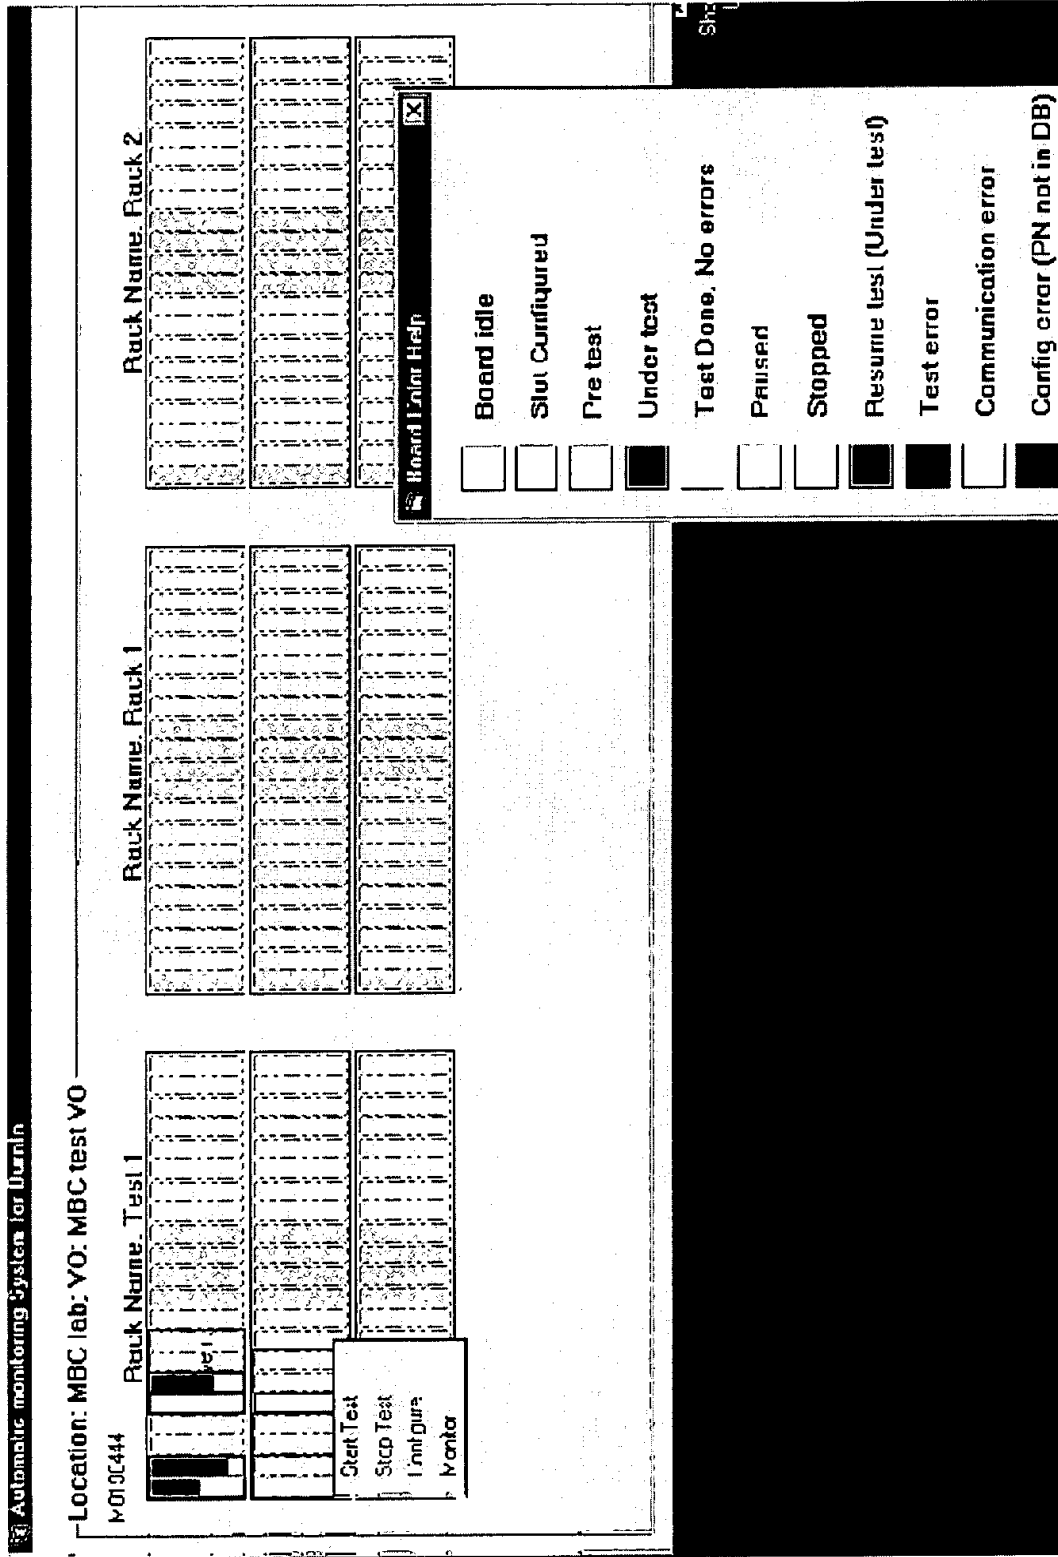 Automatic monitoring System for BurnIn
Location: MBC lab; VO: MBC test VO
M0100444
Rack Name. Test 1
Rack Name. Rack 1
Rack Name. Rack 2
Start Test
Stop Test
Configure
Monitor
Board Color Help
Board idle
Slot Configured
Pre test
Under test
Test Done, No errors
Paused
Stopped
Resume test (Under test)
Test error
Communication error
Config error (PN not in DB)